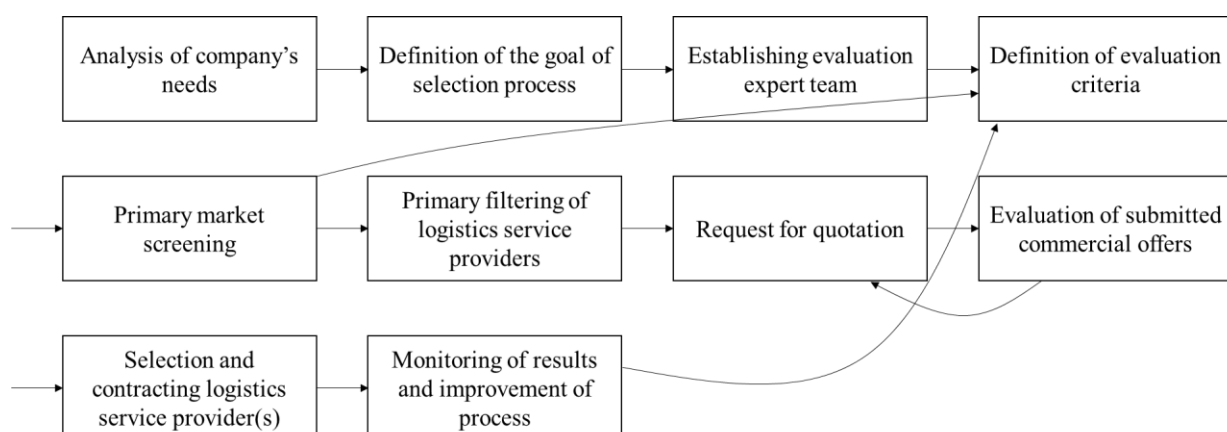 Analysis of company’s
needs
Definition of the goal of
selection process
Establishing evaluation
expert team
Definition of evaluation
criteria
Primary market
screening
Primary filtering of
logistics service
providers
Request for quotation
Evaluation of submitted
commercial offers
Selection and
contracting logistics
service provider(s)
Monitoring of results
and improvement of
process